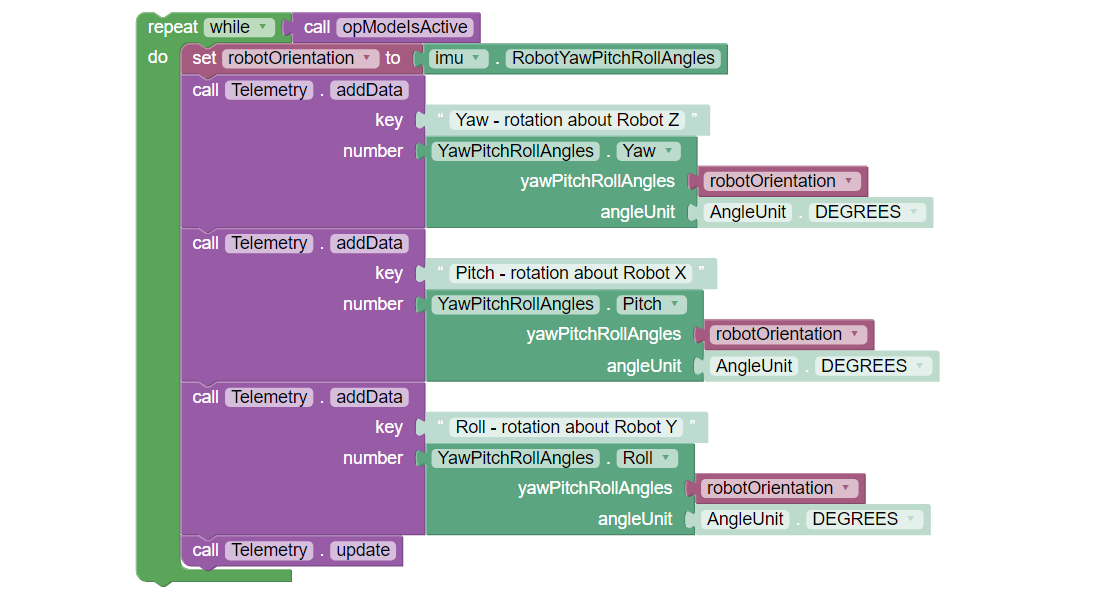 repeat while call opModeIsActive
do set robotOrientation to imu . RobotYawPitchRollAngles
call Telemetry . addData
key “ Yaw - rotation about Robot Z ”
number YawPitchRollAngles . Yaw
yawPitchRollAngles robotOrientation
angleUnit AngleUnit . DEGREES
call Telemetry . addData
key “ Pitch - rotation about Robot X ”
number YawPitchRollAngles . Pitch
yawPitchRollAngles robotOrientation
angleUnit AngleUnit . DEGREES
call Telemetry . addData
key “ Roll - rotation about Robot Y ”
number YawPitchRollAngles . Roll
yawPitchRollAngles robotOrientation
angleUnit AngleUnit . DEGREES
call Telemetry . update